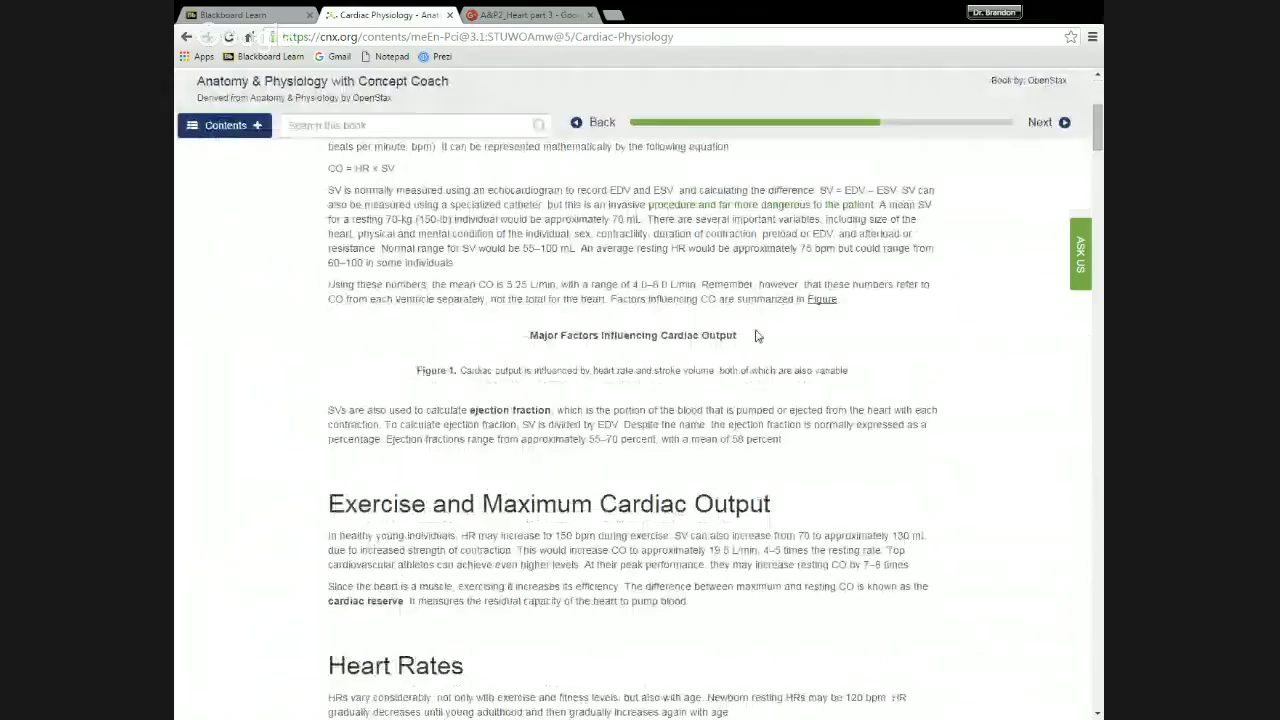 Blackboard Learn
Cardiac Physiology - Anato
A&P2_Heart part 3 - Goo
Dr. Brandon
https://cnx.org/contents/meEn-Pci@3.1:STUWOAmw@5/Cardiac-Physiology
Apps Blackboard Learn Gmail Notepad Prezi
Anatomy & Physiology with Concept Coach
Book by: OpenStax
Derived from Anatomy & Physiology by OpenStax
Contents +
Search this book
Back
Next
beats per minute, bpm). It can be represented mathematically by the following equation
CO = HR × SV
SV is normally measured using an echocardiogram to record EDV and ESV, and calculating the difference: SV = EDV – ESV. SV can
also be measured using a specialized catheter, but this is an invasive procedure and far more dangerous to the patient. A mean SV
for a resting 70-kg (150-lb) individual would be approximately 70 mL. There are several important variables, including size of the
heart, physical and mental condition of the individual, sex, contractility, duration of contraction, preload or EDV, and afterload or
resistance. Normal range for SV would be 55–100 mL. An average resting HR would be approximately 75 bpm but could range from
60–100 in some individuals.
Using these numbers, the mean CO is 5.25 L/min, with a range of 4.0–8.0 L/min. Remember, however, that these numbers refer to
CO from each ventricle separately, not the total for the heart. Factors influencing CO are summarized in Figure.
Major Factors Influencing Cardiac Output
Figure 1. Cardiac output is influenced by heart rate and stroke volume, both of which are also variable
SVs are also used to calculate ejection fraction, which is the portion of the blood that is pumped or ejected from the heart with each
contraction. To calculate ejection fraction, SV is divided by EDV. Despite the name, the ejection fraction is normally expressed as a
percentage. Ejection fractions range from approximately 55–70 percent, with a mean of 58 percent.
Exercise and Maximum Cardiac Output
In healthy young individuals, HR may increase to 150 bpm during exercise. SV can also increase from 70 to approximately 130 mL
due to increased strength of contraction. This would increase CO to approximately 19.5 L/min, 4–5 times the resting rate. Top
cardiovascular athletes can achieve even higher levels. At their peak performance, they may increase resting CO by 7–8 times.
Since the heart is a muscle, exercising it increases its efficiency. The difference between maximum and resting CO is known as the
cardiac reserve. It measures the residual capacity of the heart to pump blood.
Heart Rates
HRs vary considerably, not only with exercise and fitness levels, but also with age. Newborn resting HRs may be 120 bpm. HR
gradually decreases until young adulthood and then gradually increases again with age.
ASK US